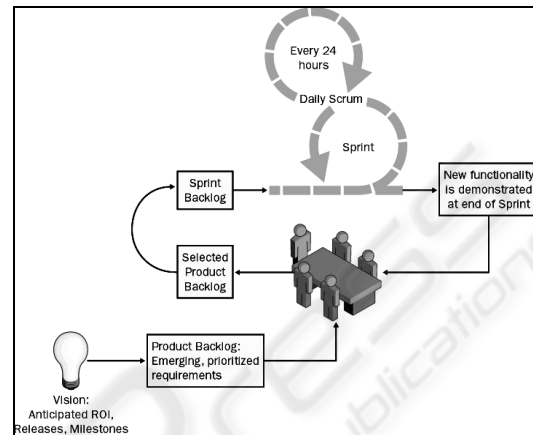 Every 24
hours
Daily Scrum
Sprint
Sprint
Backlog
New functionality
is demonstrated
at end of Sprint
Selected
Product
Backlog
Product Backlog:
Emerging, prioritized
requirements
Vision:
Anticipated ROI,
Releases, Milestones